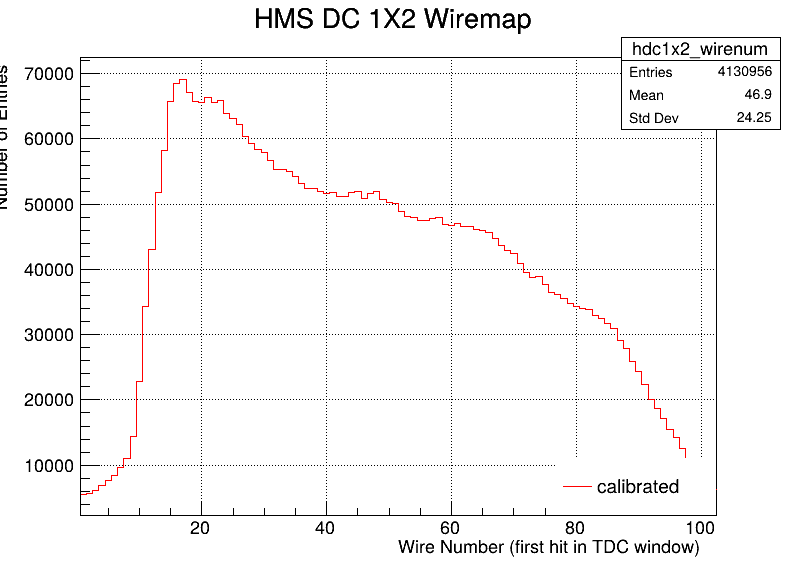 HMS DC 1X2 Wiremap
hdc1x2_wirenum
Entries 4130956
Mean 46.9
Std Dev 24.25
Number of Entries
70000
60000
50000
40000
30000
20000
10000
calibrated
20 40 60 80 100
Wire Number (first hit in TDC window)